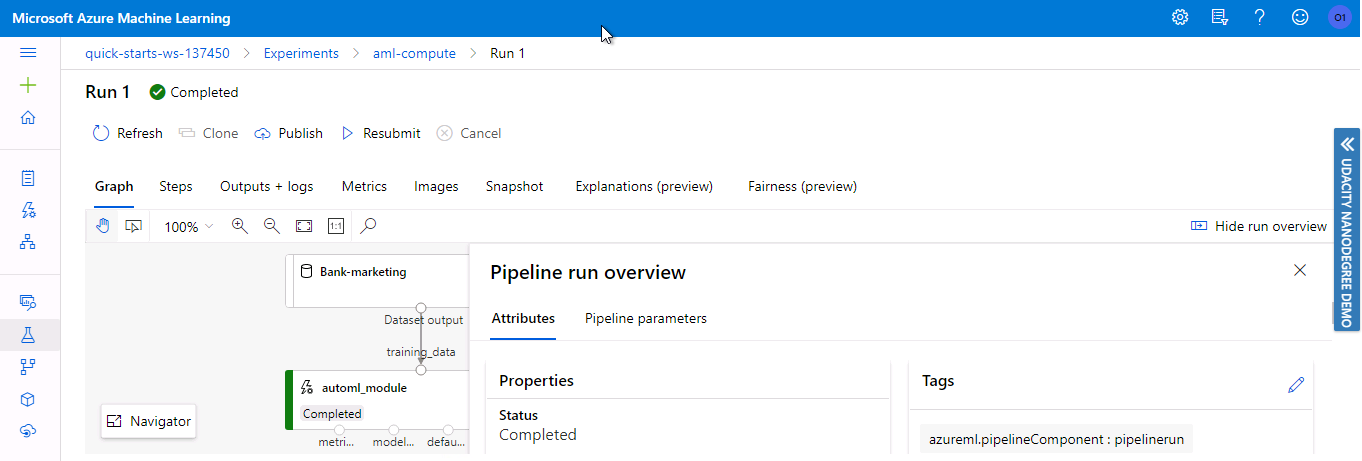 Microsoft Azure Machine Learning
O1
quick-starts-ws-137450 > Experiments > aml-compute > Run 1
Run 1 Completed
Refresh Clone Publish Resubmit Cancel
Graph Steps Outputs + logs Metrics Images Snapshot Explanations (preview) Fairness (preview)
100% 1:1 Hide run overview
UDACITY NANODEGREE DEMO
Bank-marketing
Dataset output
training_data
automl_module
Completed
metri... model... defau...
Navigator
Pipeline run overview
Attributes Pipeline parameters
Properties
Status
Completed
Tags
azureml.pipelineComponent : pipelinerun